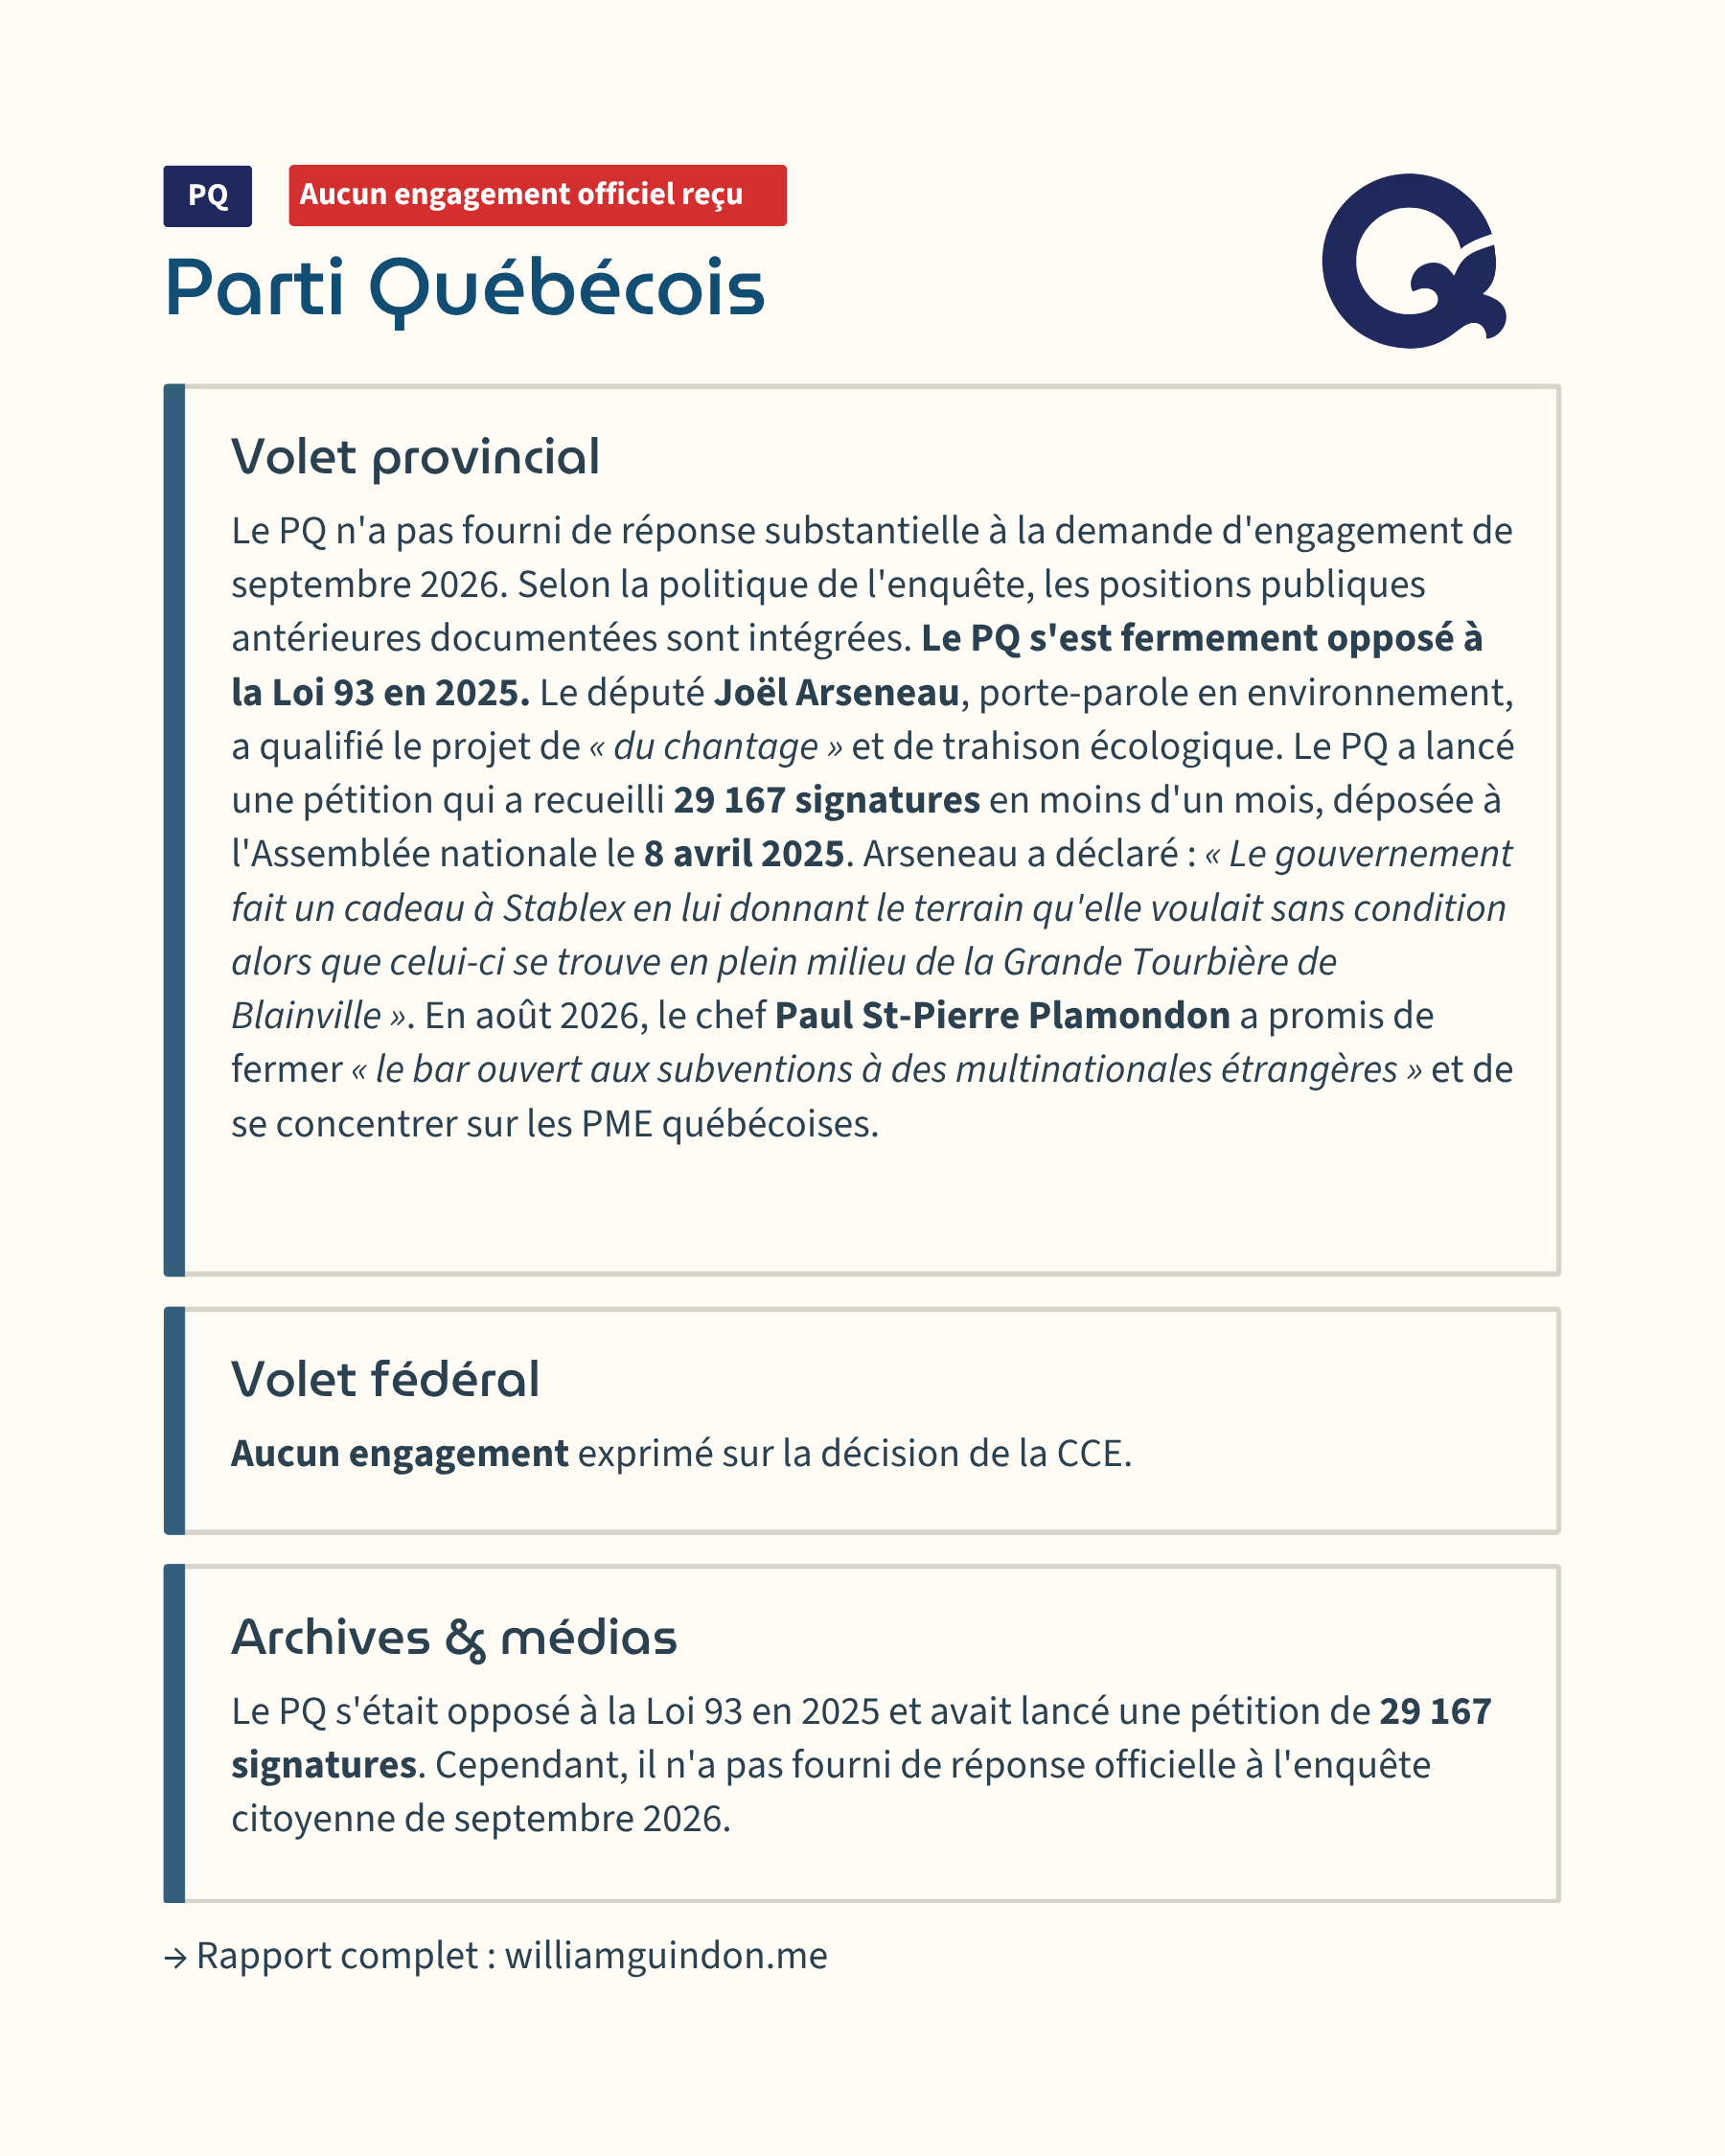 PQ
Aucun engagement officiel reçu
Parti Québécois
Volet provincial
Le PQ n'a pas fourni de réponse substantielle à la demande d'engagement de
septembre 2026. Selon la politique de l'enquête, les positions publiques
antérieures documentées sont intégrées. Le PQ s'est fermement opposé à
la Loi 93 en 2025. Le député Joël Arseneau, porte-parole en environnement,
a qualifié le projet de « du chantage » et de trahison écologique. Le PQ a lancé
une pétition qui a recueilli 29 167 signatures en moins d'un mois, déposée à
l'Assemblée nationale le 8 avril 2025. Arseneau a déclaré : « Le gouvernement
fait un cadeau à Stablex en lui donnant le terrain qu'elle voulait sans condition
alors que celui-ci se trouve en plein milieu de la Grande Tourbière de
Blainville ». En août 2026, le chef Paul St-Pierre Plamondon a promis de
fermer « le bar ouvert aux subventions à des multinationales étrangères » et de
se concentrer sur les PME québécoises.
Volet fédéral
Aucun engagement exprimé sur la décision de la CCE.
Archives & médias
Le PQ s'était opposé à la Loi 93 en 2025 et avait lancé une pétition de 29 167
signatures. Cependant, il n'a pas fourni de réponse officielle à l'enquête
citoyenne de septembre 2026.
→ Rapport complet : williamguindon.me